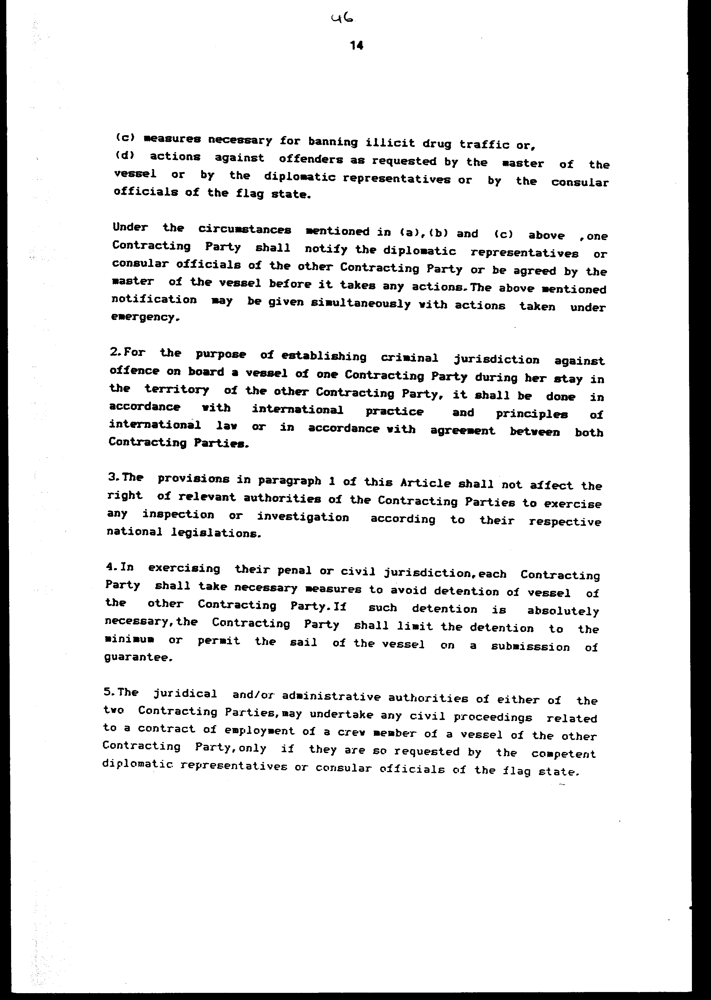 46
14
(c) measures necessary for banning illicit drug traffic or,
(d) actions against offenders as requested by the master of the
vessel or by the diplomatic representatives or by the consular
officials of the flag state.
Under the circumstances mentioned in (a),(b) and (c) above ,one
Contracting Party shall notify the diplomatic representatives or
consular officials of the other Contracting Party or be agreed by the
master of the vessel before it takes any actions.The above mentioned
notification may be given simultaneously with actions taken under
emergency.
2.For the purpose of establishing criminal jurisdiction against
offence on board a vessel of one Contracting Party during her stay in
the territory of the other Contracting Party, it shall be done in
accordance with international practice and principles of
international law or in accordance with agreement between both
Contracting Parties.
3.The provisions in paragraph 1 of this Article shall not affect the
right of relevant authorities of the Contracting Parties to exercise
any inspection or investigation according to their respective
national legislations.
4.In exercising their penal or civil jurisdiction,each Contracting
Party shall take necessary measures to avoid detention of vessel of
the other Contracting Party.If such detention is absolutely
necessary,the Contracting Party shall limit the detention to the
minimum or permit the sail of the vessel on a submisssion of
guarantee.
5.The juridical and/or administrative authorities of either of the
two Contracting Parties,may undertake any civil proceedings related
to a contract of employment of a crew member of a vessel of the other
Contracting Party,only if they are so requested by the competent
diplomatic representatives or consular officials of the flag state.